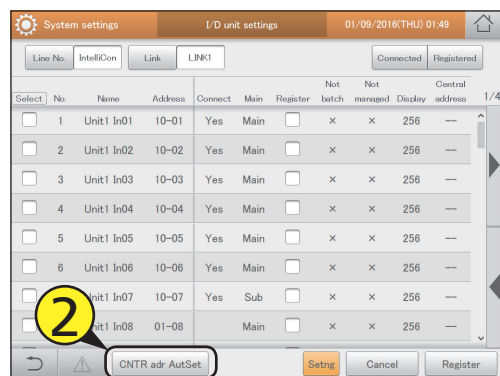 System settings I/D unit settings 01/09/2016(THU) 01:49
Line No. IntelliCon Link LINK1 Connected Registered
Select No. Name Address Connect Main Register Not batch Not managed Display Central address 1/4
1 Unit1 In01 10-01 Yes Main × × 256 --
2 Unit1 In02 10-02 Yes Main × × 256 --
3 Unit1 In03 10-03 Yes Main × × 256 --
4 Unit1 In04 10-04 Yes Main × × 256 --
5 Unit1 In05 10-05 Yes Main × × 256 --
6 Unit1 In06 10-06 Yes Main × × 256 --
nit1 In07 10-07 Yes Sub × × 256 --
2 nit1 In08 01-08 Main × × 256 --
CNTR adr AutSet Setng Cancel Register